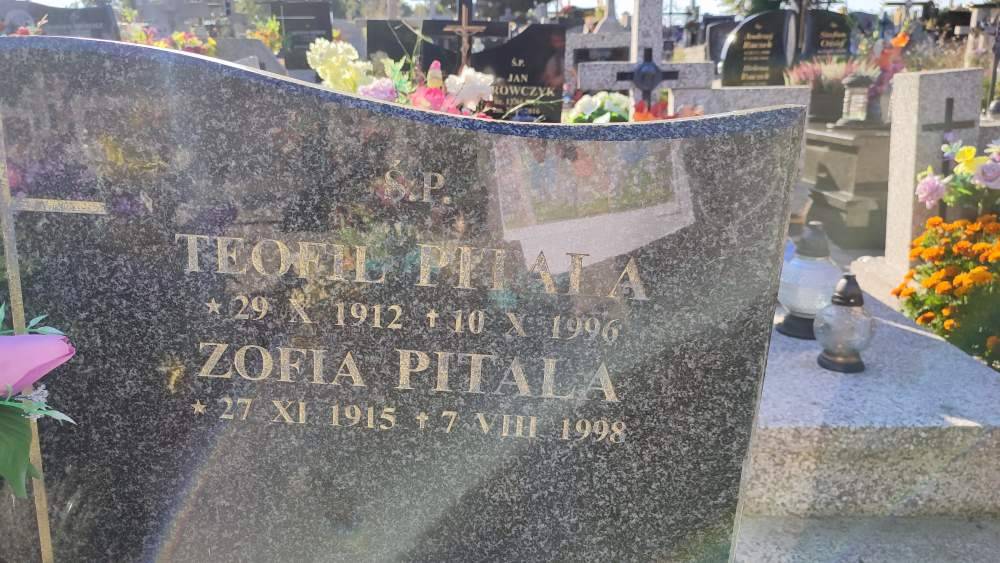 Ś.P.
JAN
Ś.P.
TEOFIL PITALA
* 29 X 1912 † 10 X 1996
ZOFIA PITALA
* 27 XI 1915 † 7 VIII 1998